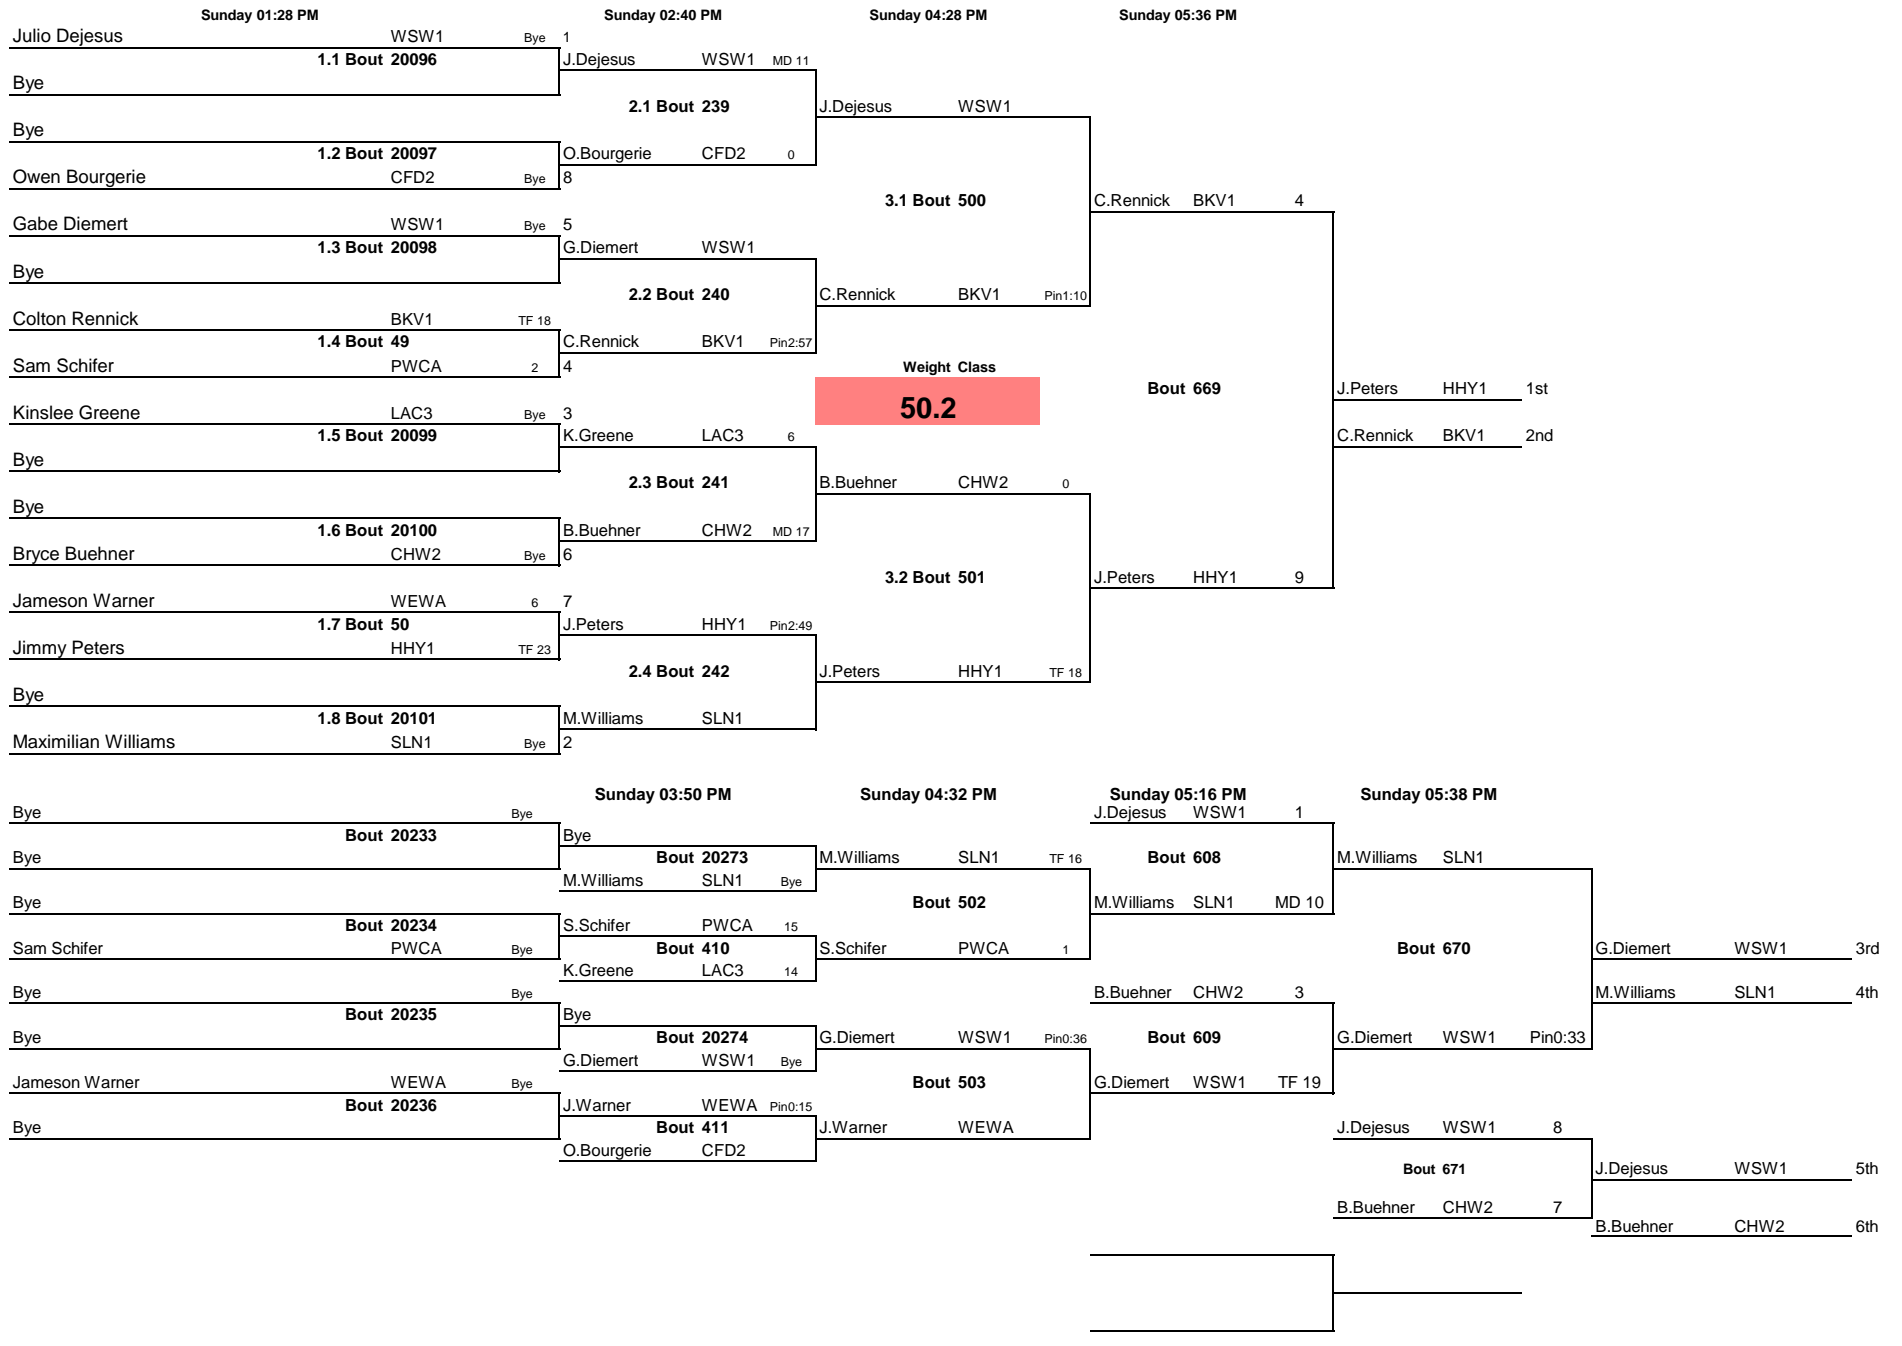 Sunday 01:28 PM Sunday 02:40 PM Sunday 04:28 PM Sunday 05:36 PM
Julio Dejesus WSW1 Bye 1
1.1 Bout 20096 J.Dejesus WSW1 MD 11
Bye
2.1 Bout 239 J.Dejesus WSW1
Bye
1.2 Bout 20097 O.Bourgerie CFD2 0
Owen Bourgerie CFD2 Bye 8
3.1 Bout 500 C.Rennick BKV1 4
Gabe Diemert WSW1 Bye 5
1.3 Bout 20098 G.Diemert WSW1
Bye
2.2 Bout 240 C.Rennick BKV1 Pin1:10
Colton Rennick BKV1 TF 18
1.4 Bout 49 C.Rennick BKV1 Pin2:57
Sam Schifer PWCA 2 4 Weight Class
Bout 669 J.Peters HHY1 1st
50.2
Kinslee Greene LAC3 Bye 3
1.5 Bout 20099 K.Greene LAC3 6 C.Rennick BKV1 2nd
Bye
2.3 Bout 241 B.Buehner CHW2 0
Bye
1.6 Bout 20100 B.Buehner CHW2 MD 17
Bryce Buehner CHW2 Bye 6
3.2 Bout 501 J.Peters HHY1 9
Jameson Warner WEWA 6 7
1.7 Bout 50 J.Peters HHY1 Pin2:49
Jimmy Peters HHY1 TF 23
2.4 Bout 242 J.Peters HHY1 TF 18
Bye
1.8 Bout 20101 M.Williams SLN1
Maximilian Williams SLN1 Bye 2
Sunday 03:50 PM Sunday 04:32 PM Sunday 05:16 PM Sunday 05:38 PM
Bye Bye J.Dejesus WSW1 1
Bout 20233 Bye
Bye Bout 20273 M.Williams SLN1 TF 16 Bout 608 M.Williams SLN1
M.Williams SLN1 Bye
Bye Bout 502 M.Williams SLN1 MD 10
Bout 20234 S.Schifer PWCA 15
Sam Schifer PWCA Bye Bout 410 S.Schifer PWCA 1 Bout 670 G.Diemert WSW1 3rd
K.Greene LAC3 14
Bye Bye B.Buehner CHW2 3 M.Williams SLN1 4th
Bout 20235 Bye
Bye Bout 20274 G.Diemert WSW1 Pin0:36 Bout 609 G.Diemert WSW1 Pin0:33
G.Diemert WSW1 Bye
Jameson Warner WEWA Bye Bout 503 G.Diemert WSW1 TF 19
Bout 20236 J.Warner WEWA Pin0:15
Bye Bout 411 J.Warner WEWA J.Dejesus WSW1 8
O.Bourgerie CFD2
Bout 671 J.Dejesus WSW1 5th
B.Buehner CHW2 7
B.Buehner CHW2 6th